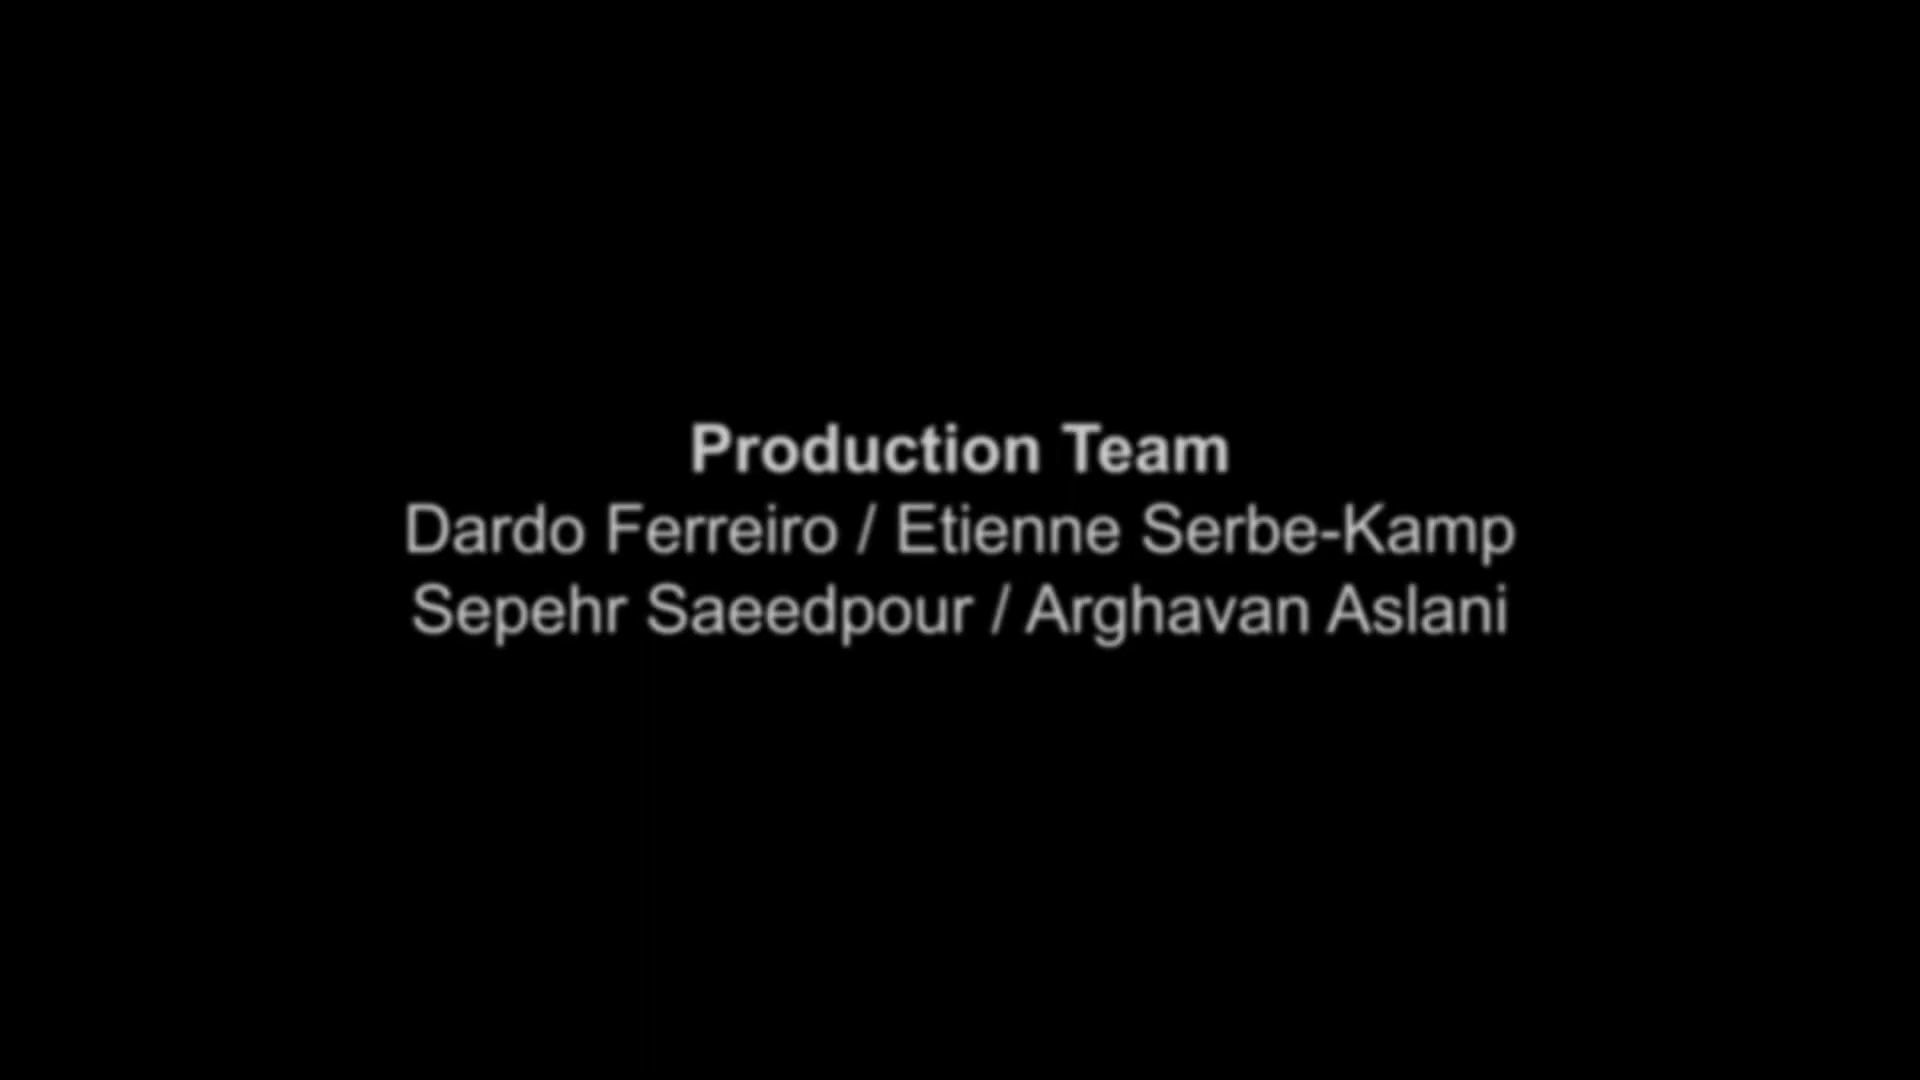 Production Team
Dardo Ferreiro / Etienne Serbe-Kamp
Sepehr Saeedpour / Arghavan Aslani